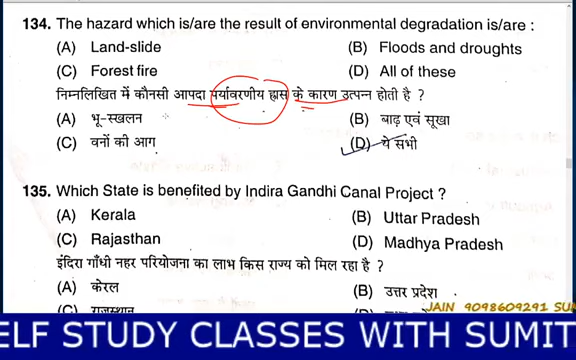 134. The hazard which is/are the result of environmental degradation is/are :
(A) Land-slide (B) Floods and droughts
(C) Forest fire (D) All of these
निम्नलिखित में कौनसी आपदा पर्यावरणीय ह्रास के कारण उत्पन्न होती है ?
(A) भू-स्खलन (B) बाढ़ एवं सूखा
(C) वनों की आग (D) ये सभी
135. Which State is benefited by Indira Gandhi Canal Project ?
(A) Kerala (B) Uttar Pradesh
(C) Rajasthan (D) Madhya Pradesh
इंदिरा गाँधी नहर परियोजना का लाभ किस राज्य को मिल रहा है ?
(A) केरल (B) उत्तर प्रदेश
(C) राजस्थान
JAIN 9098609291 SUM
ELF STUDY CLASSES WITH SUMIT